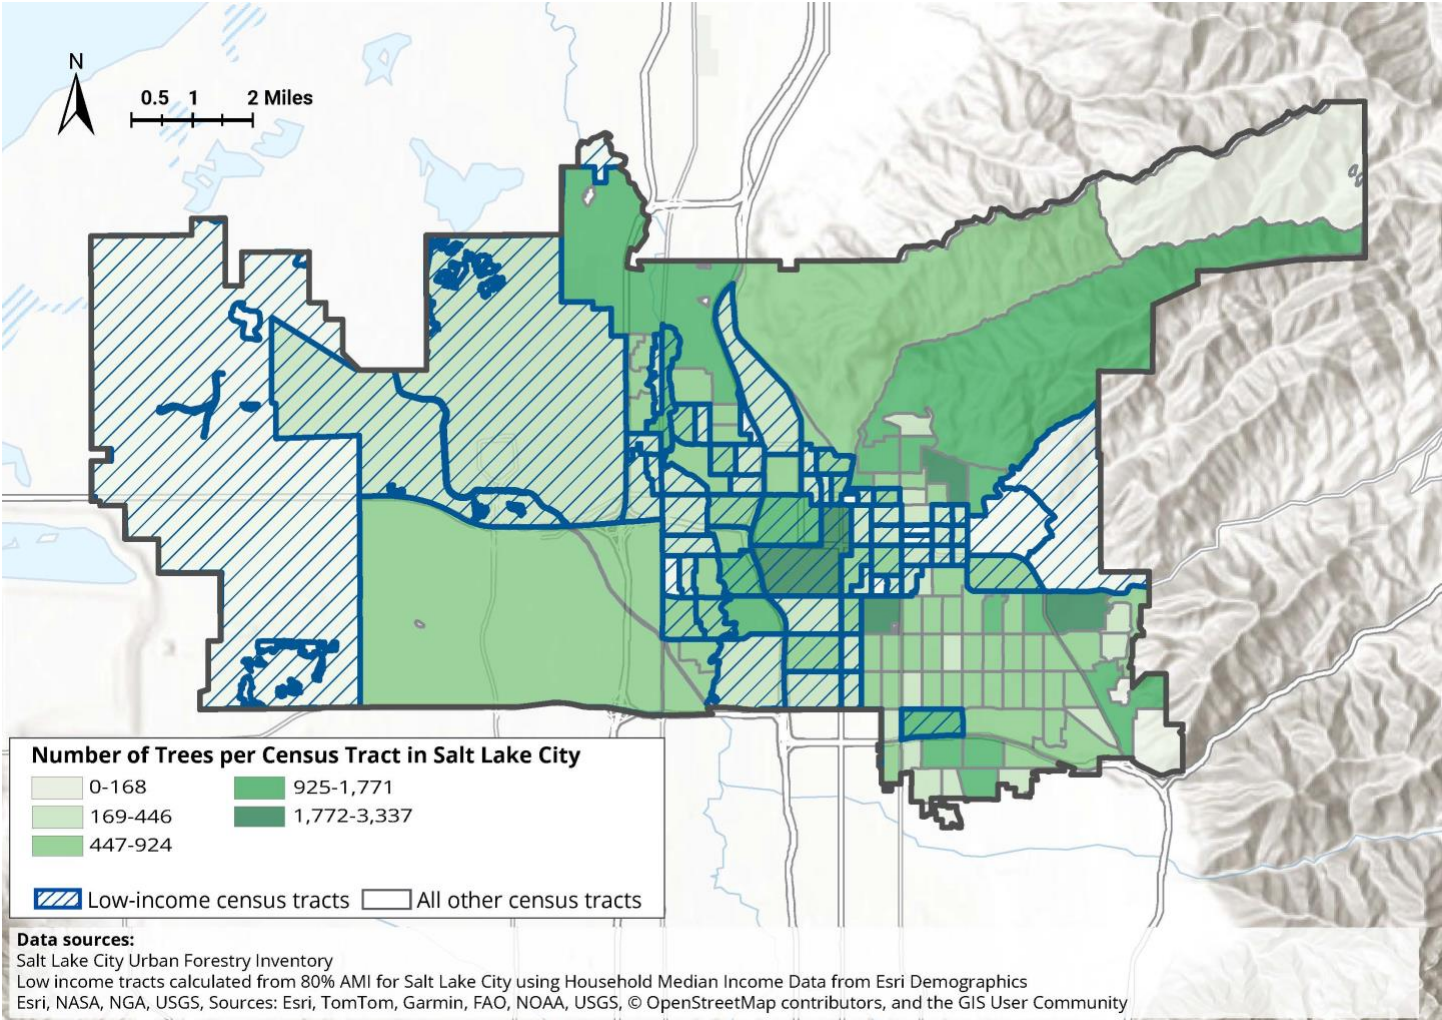 N
0.5 1 2 Miles
Number of Trees per Census Tract in Salt Lake City
0-168
169-446
447-924
925-1,771
1,772-3,337
Low-income census tracts
All other census tracts
Data sources:
Salt Lake City Urban Forestry Inventory
Low income tracts calculated from 80% AMI for Salt Lake City using Household Median Income Data from Esri Demographics
Esri, NASA, NGA, USGS, Sources: Esri, TomTom, Garmin, FAO, NOAA, USGS, © OpenStreetMap contributors, and the GIS User Community